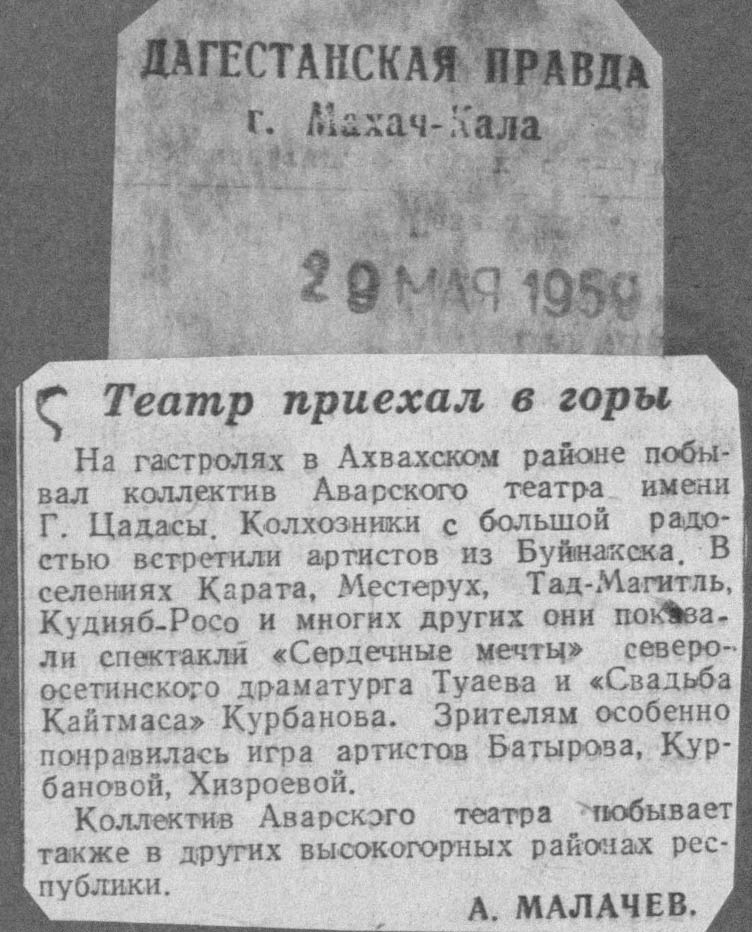 ДАГЕСТАНСКАЯ ПРАВДА
г. Махач-Кала
29 МАЯ 1959
Театр приехал в горы
На гастролях в Ахвахском районе побы-
вал коллектив Аварского театра имени
Г. Цадасы. Колхозники с большой радо-
стью встретили артистов из Буйнакска. В
селениях Карата, Местерух, Тад-Магитль,
Кудияб-Росо и многих других они показа-
ли спектакли «Сердечные мечты» северо-
осетинского драматурга Туаева и «Свадьба
Кайтмаса» Курбанова. Зрителям особенно
понравилась игра артистов Батырова, Кур-
бановой, Хизроевой.
Коллектив Аварского театра побывает
также в других высокогорных районах рес-
публики.
А. МАЛАЧЕВ.